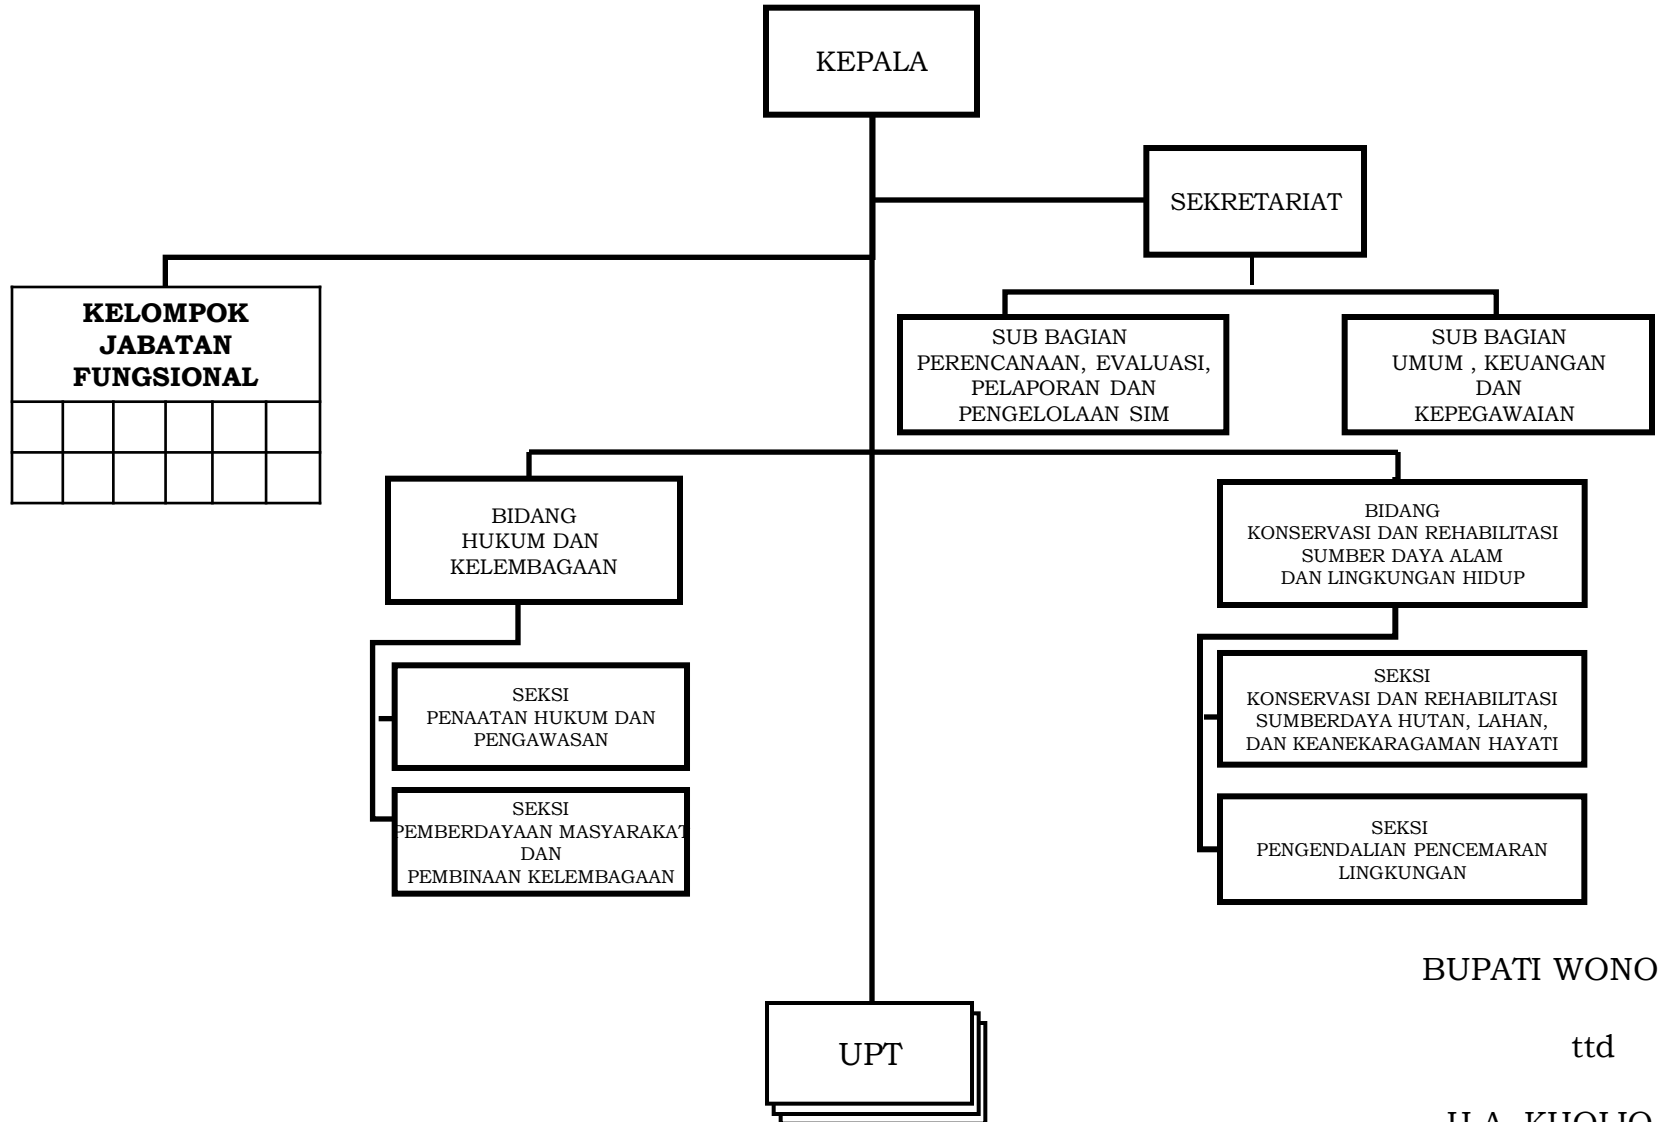 KEPALA
SEKRETARIAT
KELOMPOK
JABATAN
FUNGSIONAL
SUB BAGIAN
PERENCANAAN, EVALUASI,
PELAPORAN DAN
PENGELOLAAN SIM
SUB BAGIAN
UMUM , KEUANGAN
DAN
KEPEGAWAIAN
BIDANG
HUKUM DAN
KELEMBAGAAN
BIDANG
KONSERVASI DAN REHABILITASI
SUMBER DAYA ALAM
DAN LINGKUNGAN HIDUP
SEKSI
PENAATAN HUKUM DAN
PENGAWASAN
SEKSI
PEMBERDAYAAN MASYARAKAT
DAN
PEMBINAAN KELEMBAGAAN
SEKSI
KONSERVASI DAN REHABILITASI
SUMBERDAYA HUTAN, LAHAN,
DAN KEANEKARAGAMAN HAYATI
SEKSI
PENGENDALIAN PENCEMARAN
LINGKUNGAN
UPT
BUPATI WONO
ttd